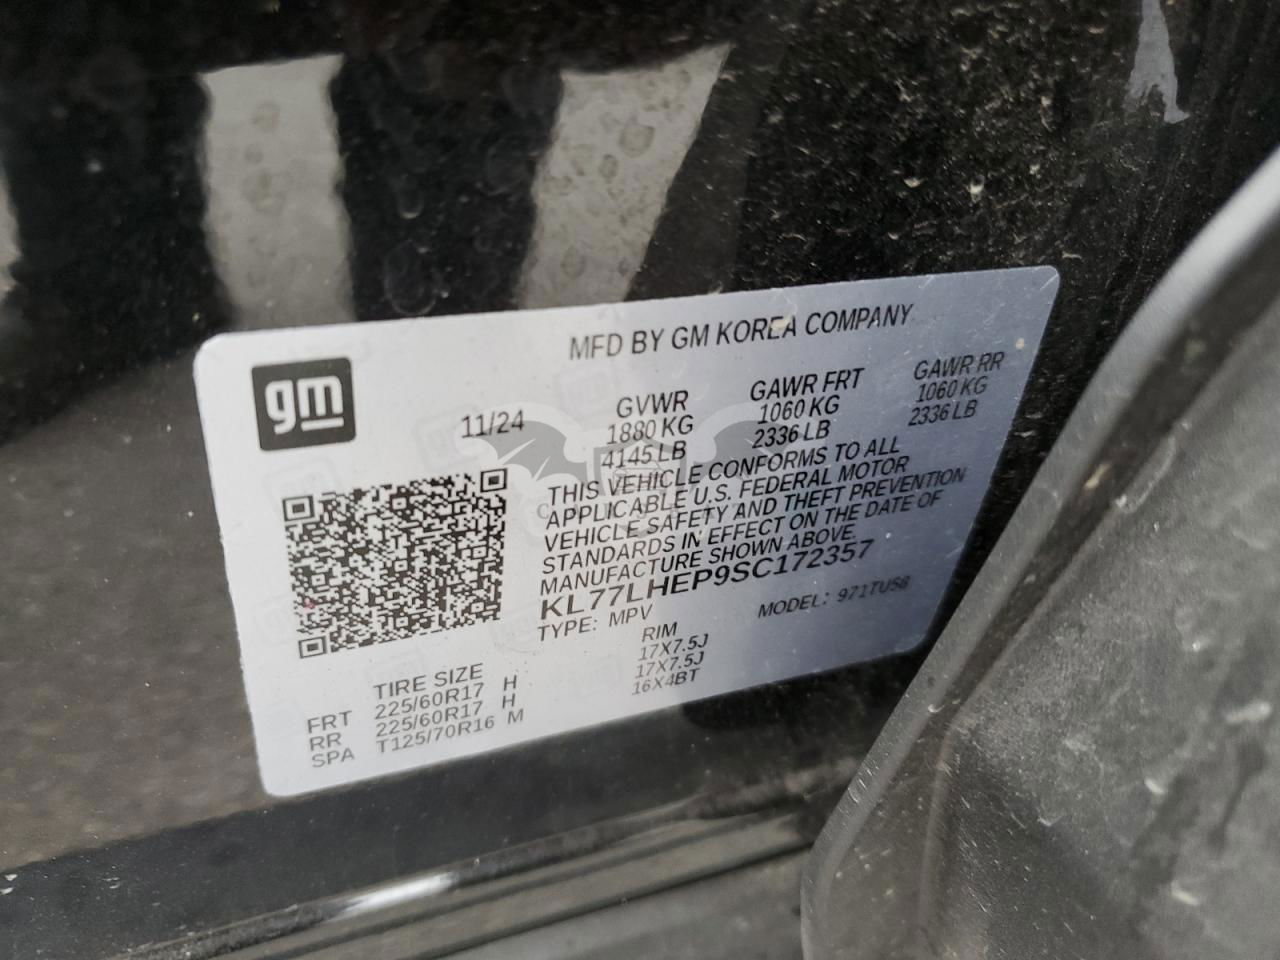 MFD BY GM KOREA COMPANY
gm
11/24
GVWR GAWR FRT GAWR RR
1880 KG 1060 KG 1060 KG
4145 LB 2336 LB 2336 LB
THIS VEHICLE CONFORMS TO ALL
APPLICABLE U.S. FEDERAL MOTOR
VEHICLE SAFETY AND THEFT PREVENTION
STANDARDS IN EFFECT ON THE DATE OF
MANUFACTURE SHOWN ABOVE.
KL77LHEP9SC172357
TYPE: MPV MODEL: 9Z1TU58
TIRE SIZE RIM
FRT 225/60R17 H 17X7.5J
RR 225/60R17 H 17X7.5J
SPA T125/70R16 M 16X4BT